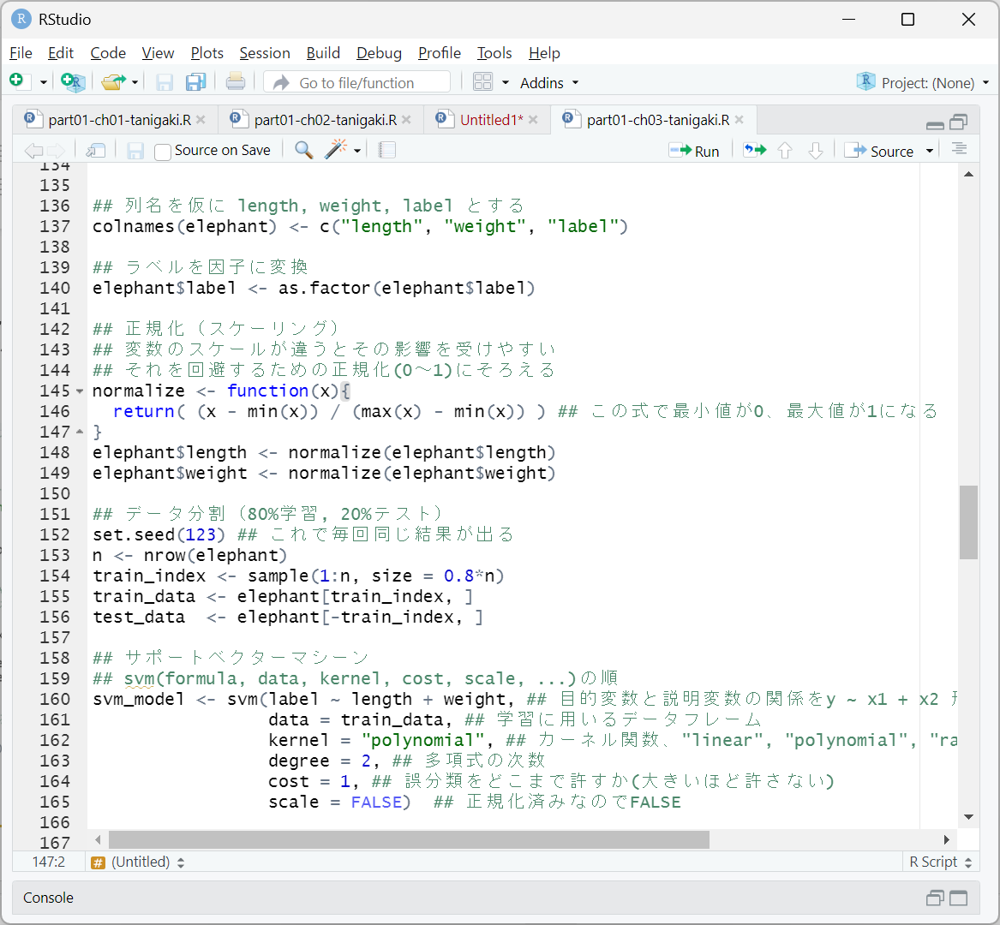 RStudio
File Edit Code View Plots Session Build Debug Profile Tools Help
Go to file/function Addins Project: (None)
part01-ch01-tanigaki.R part01-ch02-tanigaki.R Untitled1* part01-ch03-tanigaki.R
Source on Save Run Source
134
135
136 ## 列名を仮に length, weight, label とする
137 colnames(elephant) <- c("length", "weight", "label")
138
139 ## ラベルを因子に変換
140 elephant$label <- as.factor(elephant$label)
141
142 ## 正規化（スケーリング）
143 ## 変数のスケールが違うとその影響を受けやすい
144 ## それを回避するための正規化(0～1)にそろえる
145 normalize <- function(x){
146   return( (x - min(x)) / (max(x) - min(x)) ) ## この式で最小値が0、最大値が1になる
147 }
148 elephant$length <- normalize(elephant$length)
149 elephant$weight <- normalize(elephant$weight)
150
151 ## データ分割（80%学習, 20%テスト）
152 set.seed(123) ## これで毎回同じ結果が出る
153 n <- nrow(elephant)
154 train_index <- sample(1:n, size = 0.8*n)
155 train_data <- elephant[train_index, ]
156 test_data  <- elephant[-train_index, ]
157
158 ## サポートベクターマシーン
159 ## svm(formula, data, kernel, cost, scale, ...)の順
160 svm_model <- svm(label ~ length + weight, ## 目的変数と説明変数の関係をy ~ x1 + x2
161                  data = train_data, ## 学習に用いるデータフレーム
162                  kernel = "polynomial", ## カーネル関数、"linear", "polynomial", "ra
163                  degree = 2, ## 多項式の次数
164                  cost = 1, ## 誤分類をどこまで許すか(大きいほど許さない)
165                  scale = FALSE)  ## 正規化済みなのでFALSE
166
167
147:2 # (Untitled) R Script
Console